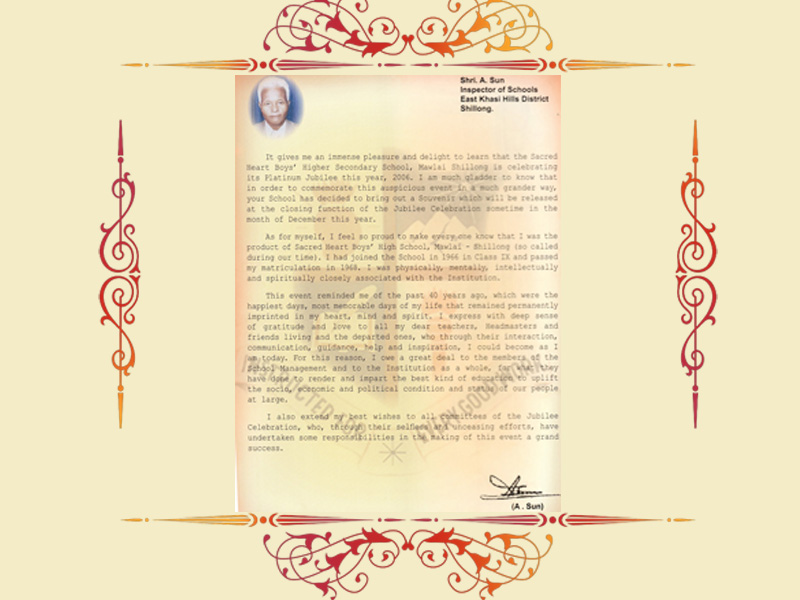 Shri. A. Sun
Inspector of Schools
East Khasi Hills District
Shillong.
It gives me an immense pleasure and delight to learn that the Sacred
Heart Boys' Higher Secondary School, Mawlai Shillong is celebrating
its Platinum Jubilee this year, 2006. I am much gladder to know that
in order to commemorate this auspicious event in a much grander way,
your School has decided to bring out a Souvenir which will be released
at the closing function of the Jubilee Celebration sometime in the
month of December this year.
As for myself, I feel so proud to make every one know that I was the
product of Sacred Heart Boys' High School, Mawlai - Shillong (so called
during our time). I had joined the School in 1966 in Class IX and passed
my matriculation in 1968. I was physically, mentally, intellectually
and spiritually closely associated with the Institution.
This event reminded me of the past 40 years ago, which were the
happiest days, most memorable days of my life that remained permanently
imprinted in my heart, mind and spirit. I express with deep sense
of gratitude and love to all my dear teachers, Headmasters and
friends living and the departed ones, who through their interaction,
communication, guidance, help and inspiration, I could become as I
am today. For this reason, I owe a great deal to the members of the
School Management and to the Institution as a whole, for what they
have done to render and impart the best kind of education to uplift
the socio, economic and political condition and status of our people
at large.
I also extend my best wishes to all committees of the Jubilee
Celebration, who, through their selfless and unceasing efforts, have
undertaken some responsibilities in the making of this event a grand
success.
INSTRUCTED FOR
EVERY GOOD WORK
(A . Sun)